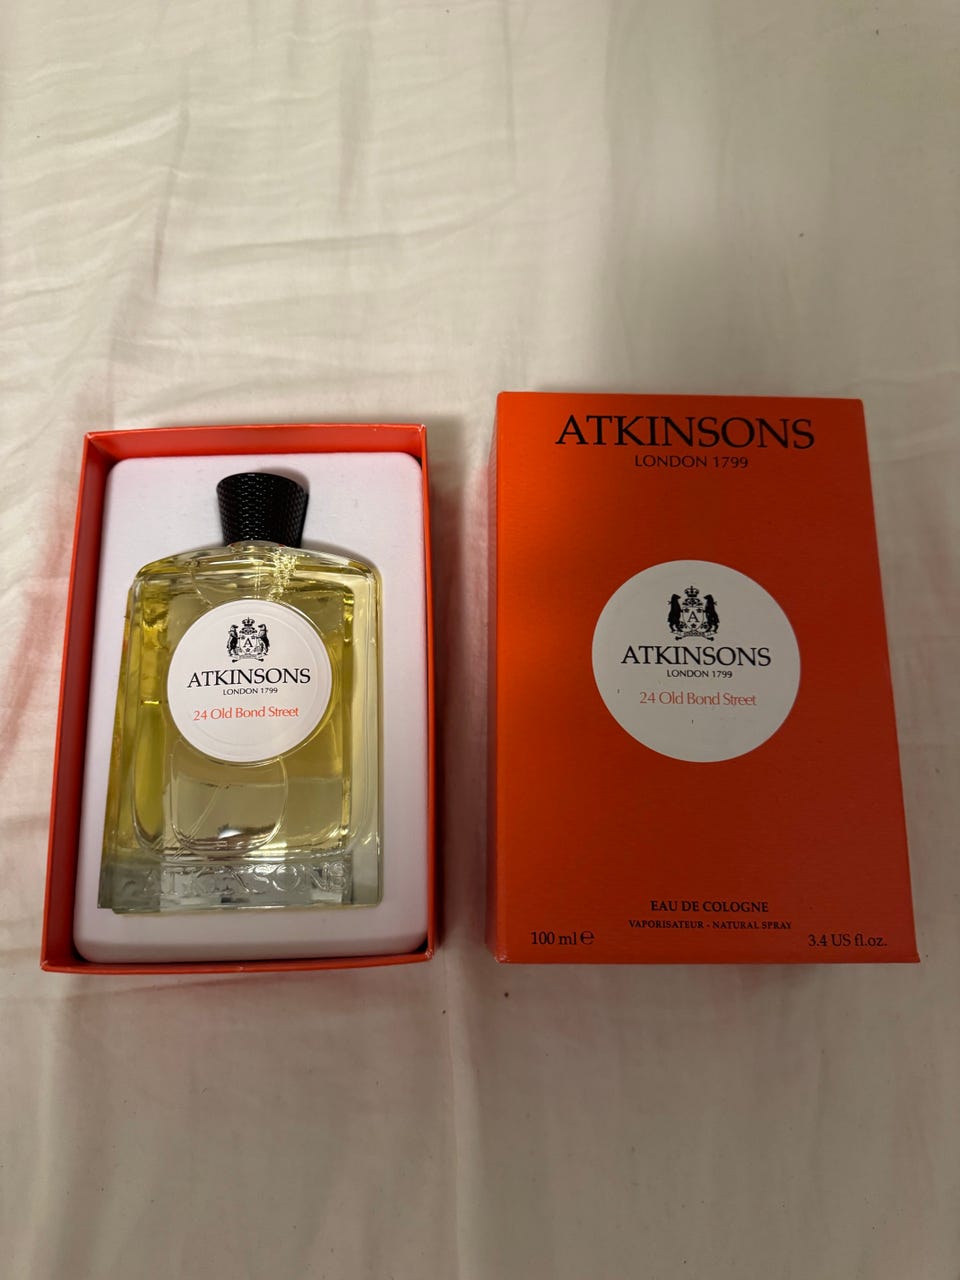 ATKINSONS
LONDON 1799
24 Old Bond Street
ATKINSONS
ATKINSONS
LONDON 1799
A
ATKINSONS
LONDON 1799
24 Old Bond Street
EAU DE COLOGNE
VAPORISATEUR - NATURAL SPRAY
100 ml ℮
3.4 US fl.oz.